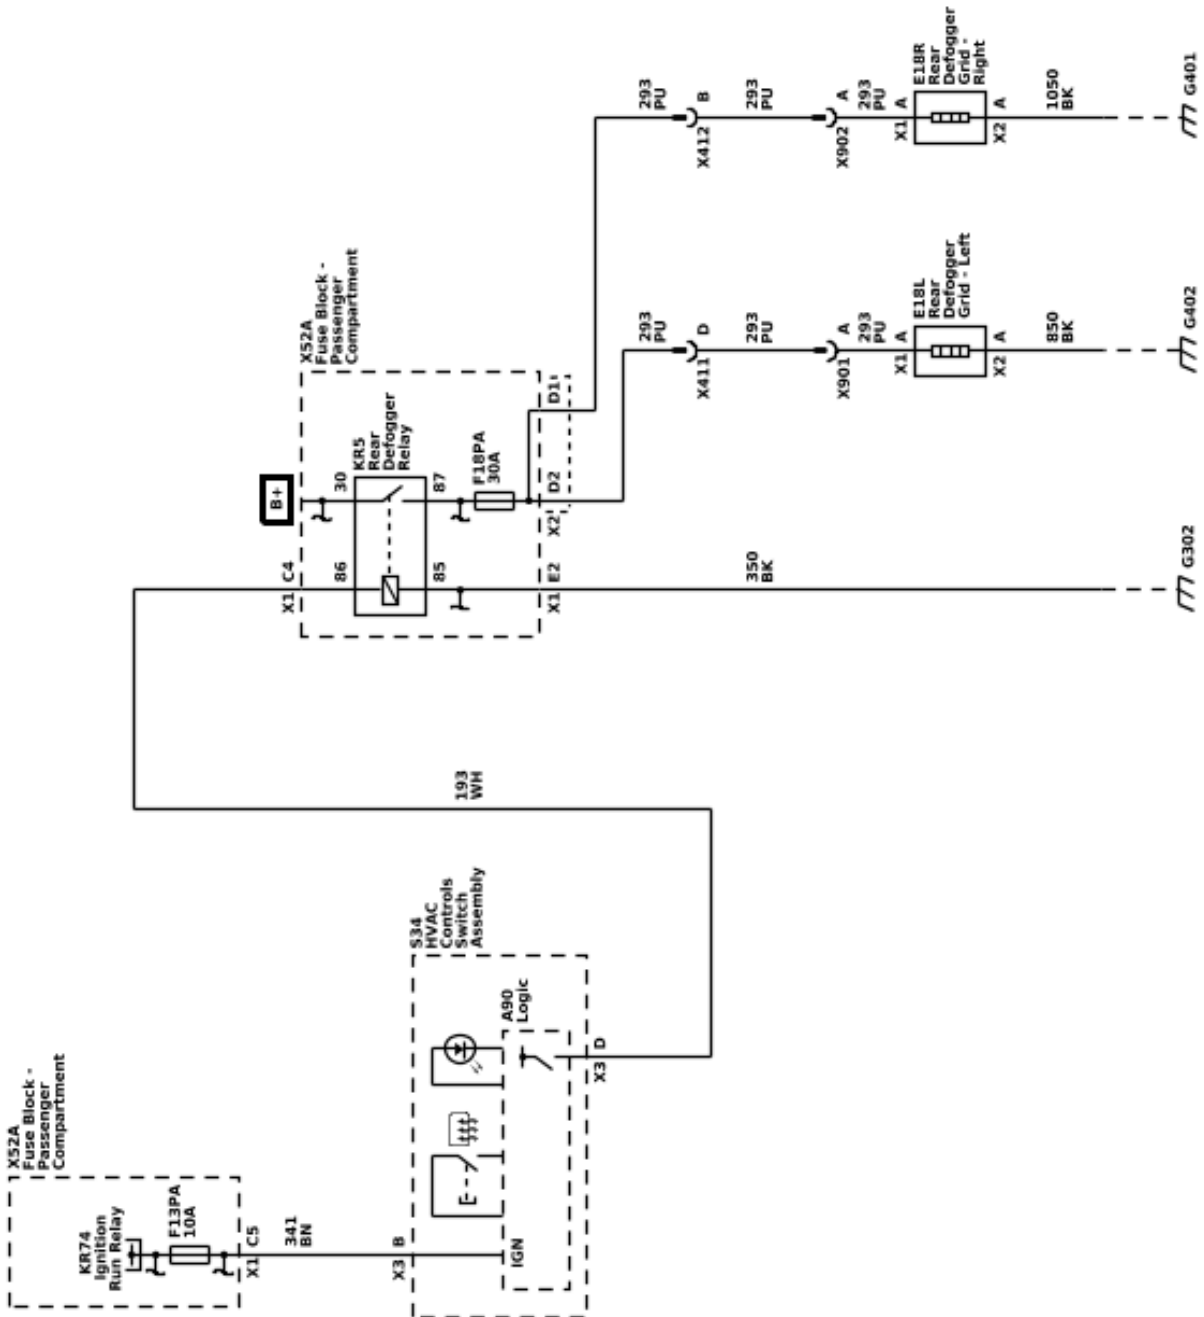 X52A
Fuse Block -
Passenger
Compartment
KR74
Ignition
Run Relay
F13PA
10A
X1 C5
341
BN
X3 B
IGN
S34
HVAC
Controls
Switch
Assembly
A90
Logic
X3 D
193
WH
B+
X52A
Fuse Block -
Passenger
Compartment
X1 C4
86
30
KR5
Rear
Defogger
Relay
85
87
F18PA
30A
X1 E2
X2 D2
D1
350
BK
G302
293
PU
X411 D
293
PU
X901 A
293
PU
X1 A
E18L
Rear
Defogger
Grid - Left
X2 A
850
BK
G402
293
PU
X412 B
293
PU
X902 A
293
PU
X1 A
E18R
Rear
Defogger
Grid -
Right
X2 A
1050
BK
G401